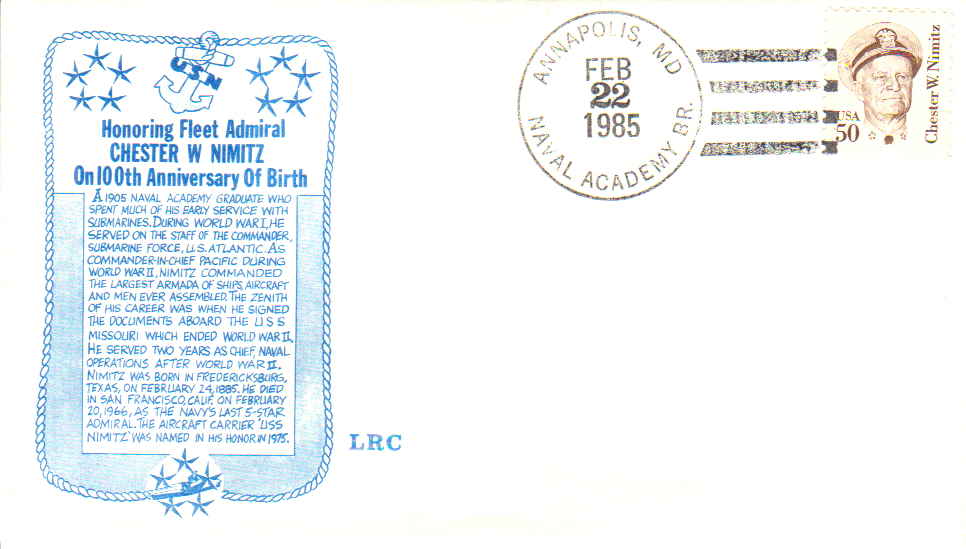 USN
Honoring Fleet Admiral
CHESTER W NIMITZ
On 100th Anniversary Of Birth
A 1905 NAVAL ACADEMY GRADUATE WHO
SPENT MUCH OF HIS EARLY SERVICE WITH
SUBMARINES. DURING WORLD WAR I, HE
SERVED ON THE STAFF OF THE COMMANDER,
SUBMARINE FORCE, U.S. ATLANTIC. AS
COMMANDER-IN-CHIEF PACIFIC DURING
WORLD WAR II, NIMITZ COMMANDED
THE LARGEST ARMADA OF SHIPS, AIRCRAFT
AND MEN EVER ASSEMBLED. THE ZENITH
OF HIS CAREER WAS WHEN HE SIGNED
THE DOCUMENTS ABOARD THE USS
MISSOURI WHICH ENDED WORLD WAR II.
HE SERVED TWO YEARS AS CHIEF, NAVAL
OPERATIONS AFTER WORLD WAR II.
NIMITZ WAS BORN IN FREDERICKSBURG,
TEXAS, ON FEBRUARY 24, 1885. HE DIED
IN SAN FRANCISCO, CALIF. ON FEBRUARY
20, 1966, AS THE NAVY'S LAST 5-STAR
ADMIRAL. THE AIRCRAFT CARRIER 'USS
NIMITZ' WAS NAMED IN HIS HONOR IN 1975.
LRC
ANNAPOLIS, MD
FEB
22
1985
NAVAL ACADEMY BR.
USA
50
Chester W. Nimitz